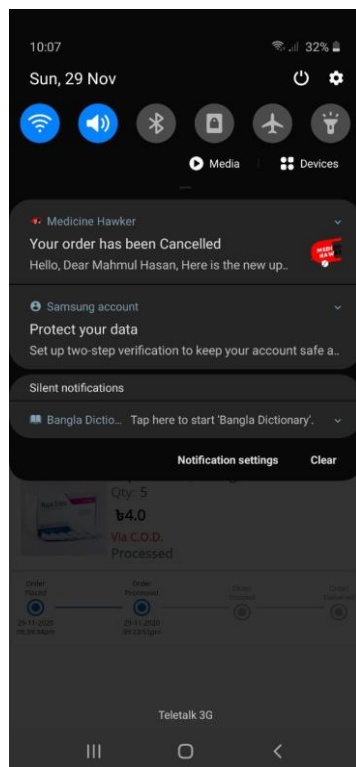 10:07
32%
Sun, 29 Nov
Media
Devices
Medicine Hawker
Your order has been Cancelled
Hello, Dear Mahmul Hasan, Here is the new up..
Samsung account
Protect your data
Set up two-step verification to keep your account safe a..
Silent notifications
Bangla Dictio... Tap here to start 'Bangla Dictionary'.
Notification settings
Clear
Qty: 5
৳4.0
Via C.O.D.
Processed
Order Order Order Order
Placed Processed
29-11-2020 29-11-2020
Teletalk 3G